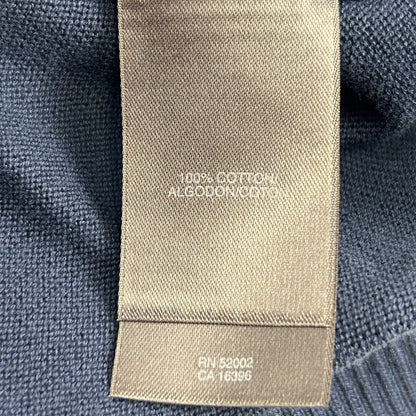 100% COTTON/
ALGODON/COTON
RN 52002
CA 16396